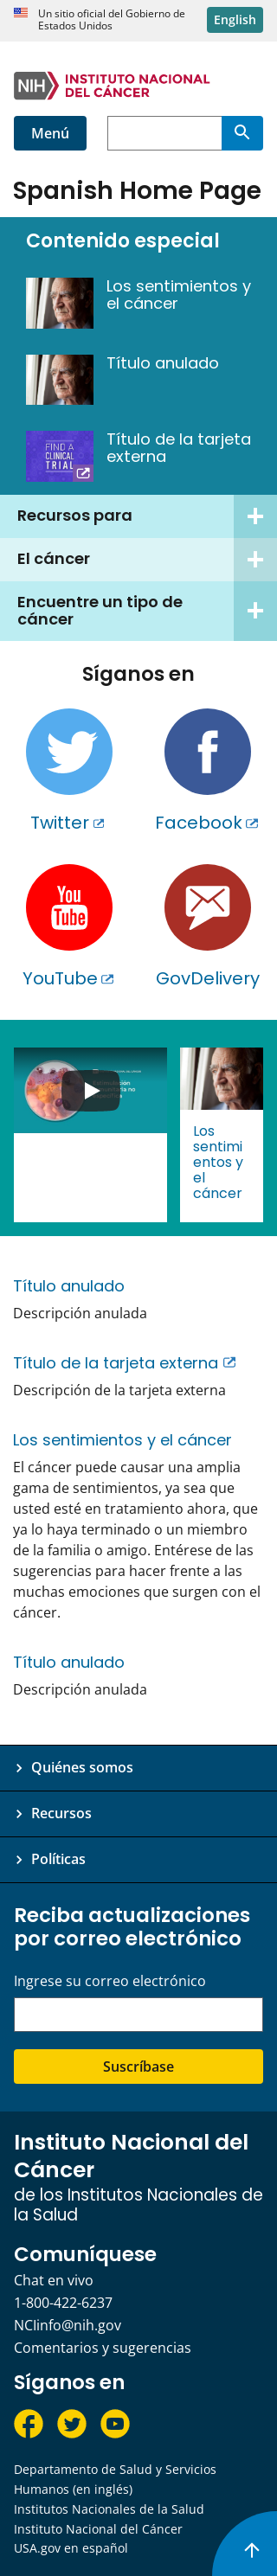 Un sitio oficial del Gobierno de
Estados Unidos
English
NIH INSTITUTO NACIONAL
DEL CÁNCER
Menú
Spanish Home Page
Contenido especial
Los sentimientos y
el cáncer
Título anulado
FIND A
CLINICAL
TRIAL
Título de la tarjeta
externa
Recursos para
El cáncer
Encuentre un tipo de
cáncer
Síganos en
Twitter
Facebook
You
Tube
YouTube
GovDelivery
Los
sentimi
entos y
el
cáncer
Título anulado
Descripción anulada
Título de la tarjeta externa
Descripción de la tarjeta externa
Los sentimientos y el cáncer
El cáncer puede causar una amplia
gama de sentimientos, ya sea que
usted esté en tratamiento ahora, que
ya lo haya terminado o un miembro
de la familia o amigo. Entérese de las
sugerencias para hacer frente a las
muchas emociones que surgen con el
cáncer.
Título anulado
Descripción anulada
Quiénes somos
Recursos
Políticas
Reciba actualizaciones
por correo electrónico
Ingrese su correo electrónico
Suscríbase
Instituto Nacional del
Cáncer
de los Institutos Nacionales de
la Salud
Comuníquese
Chat en vivo
1-800-422-6237
NCIinfo@nih.gov
Comentarios y sugerencias
Síganos en
Departamento de Salud y Servicios
Humanos (en inglés)
Institutos Nacionales de la Salud
Instituto Nacional del Cáncer
USA.gov en español